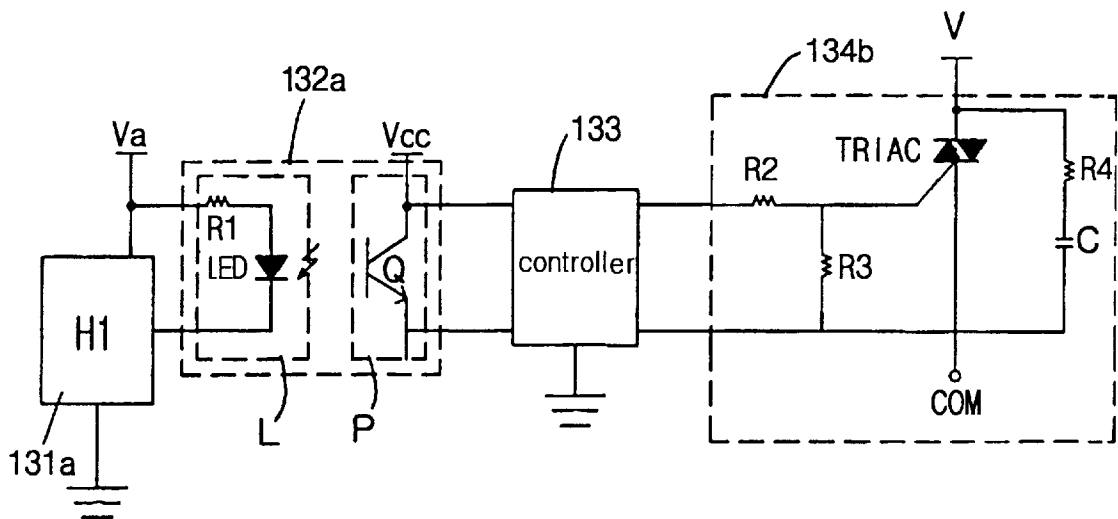 V
134b
132a
Va
Vcc
133
TRIAC
R2
R4
R1
LED
Q
controller
R3
C
H1
COM
L
P
131a